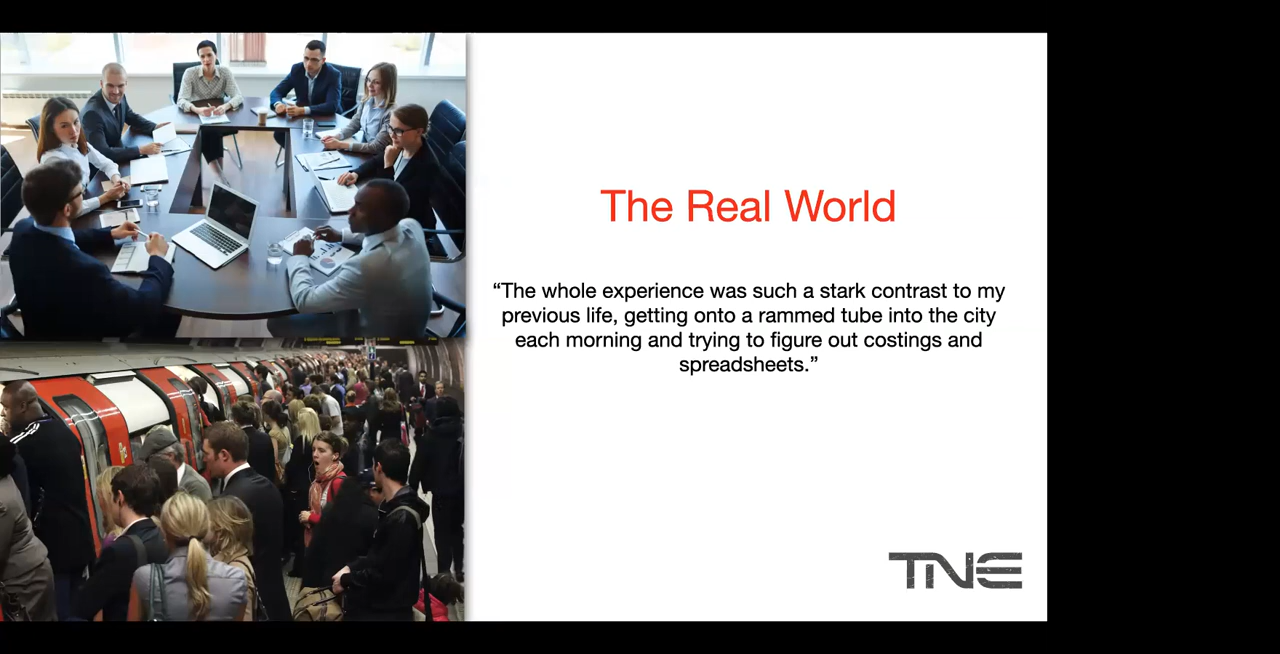 The Real World
“The whole experience was such a stark contrast to my
previous life, getting onto a rammed tube into the city
each morning and trying to figure out costings and
spreadsheets.”
TNE